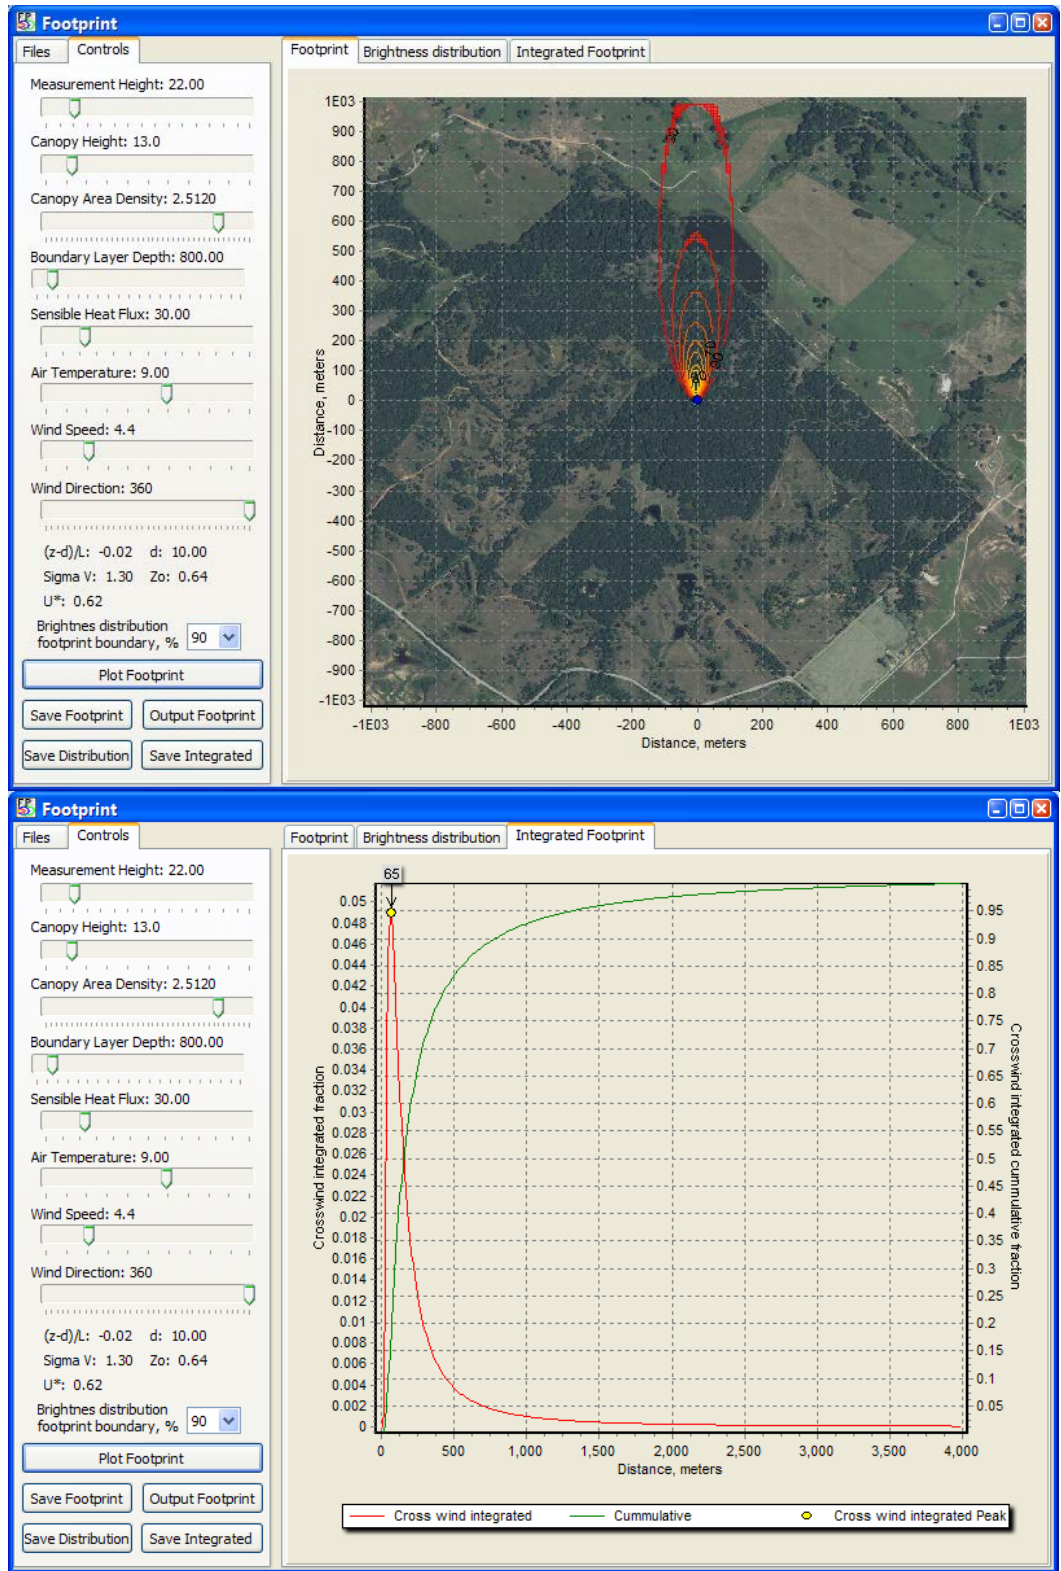 Footprint
Files Controls
Footprint Brightness distribution Integrated Footprint
Measurement Height: 22.00
Canopy Height: 13.0
Canopy Area Density: 2.5120
Boundary Layer Depth: 800.00
Sensible Heat Flux: 30.00
Air Temperature: 9.00
Wind Speed: 4.4
Wind Direction: 360
(z-d)/L: -0.02 d: 10.00
Sigma V: 1.30 Zo: 0.64
U*: 0.62
Brightnes distribution
footprint boundary, % 90
Plot Footprint
Save Footprint Output Footprint
Save Distribution Save Integrated
1E03
900
800
700
600
500
400
300
200
100
0
-100
-200
-300
-400
-500
-600
-700
-800
-900
-1E03
Distance, meters
-1E03 -800 -600 -400 -200 0 200 400 600 800 1E03
Distance, meters
Footprint
Files Controls
Footprint Brightness distribution Integrated Footprint
Measurement Height: 22.00
Canopy Height: 13.0
Canopy Area Density: 2.5120
Boundary Layer Depth: 800.00
Sensible Heat Flux: 30.00
Air Temperature: 9.00
Wind Speed: 4.4
Wind Direction: 360
(z-d)/L: -0.02 d: 10.00
Sigma V: 1.30 Zo: 0.64
U*: 0.62
Brightnes distribution
footprint boundary, % 90
Plot Footprint
Save Footprint Output Footprint
Save Distribution Save Integrated
65
0.05
0.048
0.046
0.044
0.042
0.04
0.038
0.036
0.034
0.032
0.03
0.028
0.026
0.024
0.022
0.02
0.018
0.016
0.014
0.012
0.01
0.008
0.006
0.004
0.002
0
Crosswind integrated fraction
0.95
0.9
0.85
0.8
0.75
0.7
0.65
0.6
0.55
0.5
0.45
0.4
0.35
0.3
0.25
0.2
0.15
0.1
0.05
Crosswind integrated cummulative fraction
0 500 1,000 1,500 2,000 2,500 3,000 3,500 4,000
Distance, meters
Cross wind integrated Cummulative Cross wind integrated Peak